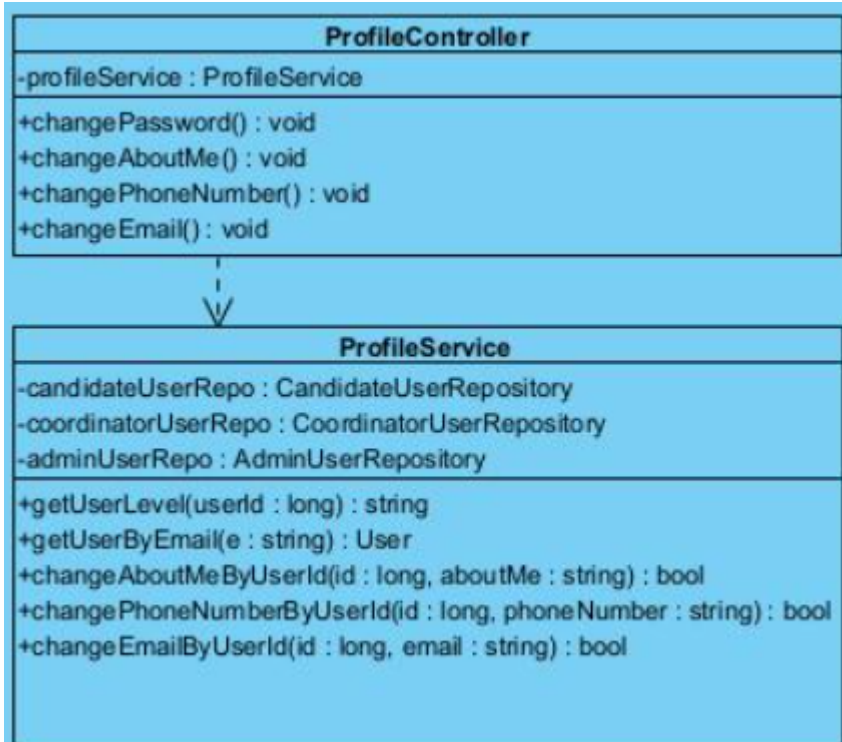 ProfileController
-profileService : ProfileService
+changePassword() : void
+changeAboutMe() : void
+changePhoneNumber() : void
+changeEmail() : void
ProfileService
-candidateUserRepo : CandidateUserRepository
-coordinatorUserRepo : CoordinatorUserRepository
-adminUserRepo : AdminUserRepository
+getUserLevel(userId : long) : string
+getUserByEmail(e : string) : User
+changeAboutMeByUserId(id : long, aboutMe : string) : bool
+changePhoneNumberByUserId(id : long, phoneNumber : string) : bool
+changeEmailByUserId(id : long, email : string) : bool